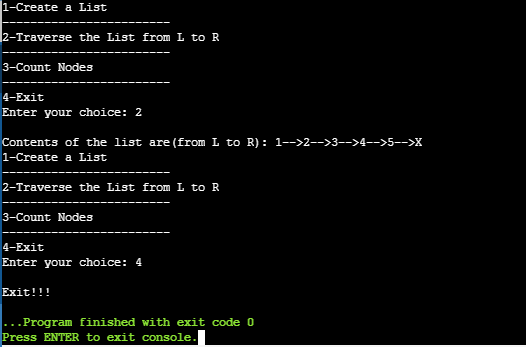 1-Create a List
------------------------
2-Traverse the List from L to R
------------------------
3-Count Nodes
------------------------
4-Exit
Enter your choice: 2
Contents of the list are(from L to R): 1-->2-->3-->4-->5-->X
1-Create a List
------------------------
2-Traverse the List from L to R
------------------------
3-Count Nodes
------------------------
4-Exit
Enter your choice: 4
Exit!!!
...Program finished with exit code 0
Press ENTER to exit console.